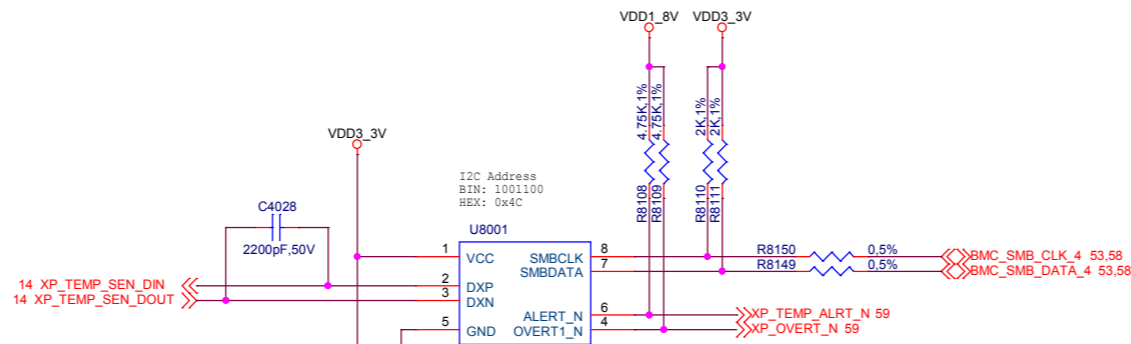 VDD1_8V VDD3_3V
4.75K,1% 4.75K,1% 2K,1% 2K,1%
VDD3_3V
I2C Address
BIN: 1001100
HEX: 0x4C
R8108 R8109 R8110 R8111
C4028
2200pF,50V
U8001
1 VCC SMBCLK 8 R8150 0,5% BMC_SMB_CLK_4 53,58
SMBDATA 7 R8149 0,5% BMC_SMB_DATA_4 53,58
14 XP_TEMP_SEN_DIN 2 DXP
14 XP_TEMP_SEN_DOUT 3 DXN
ALERT_N 6 XP_TEMP_ALRT_N 59
5 GND OVERT1_N 4 XP_OVERT_N 59